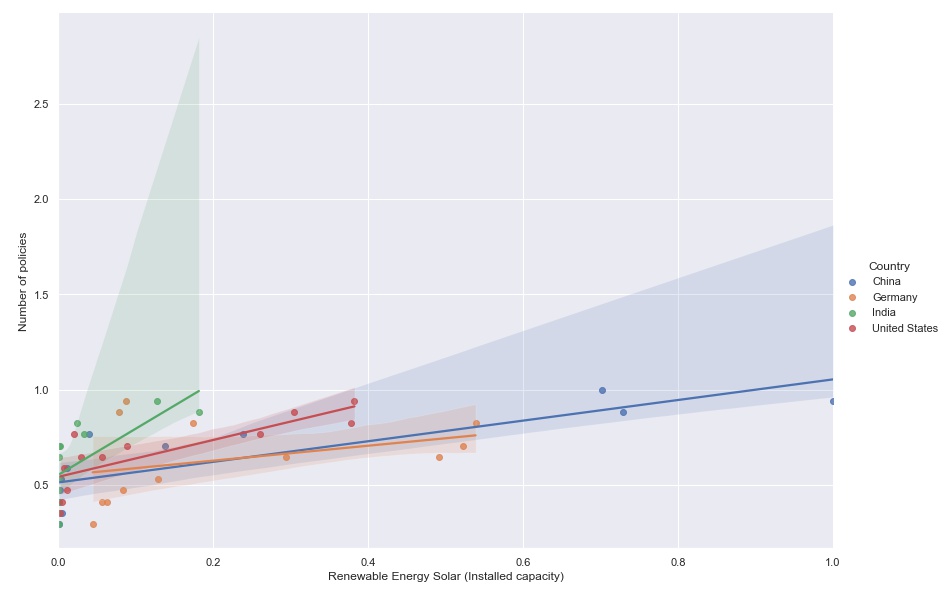 2.5
2.0
1.5
1.0
0.5
Number of policies
0.0 0.2 0.4 0.6 0.8 1.0
Renewable Energy Solar (Installed capacity)
Country
China
Germany
India
United States